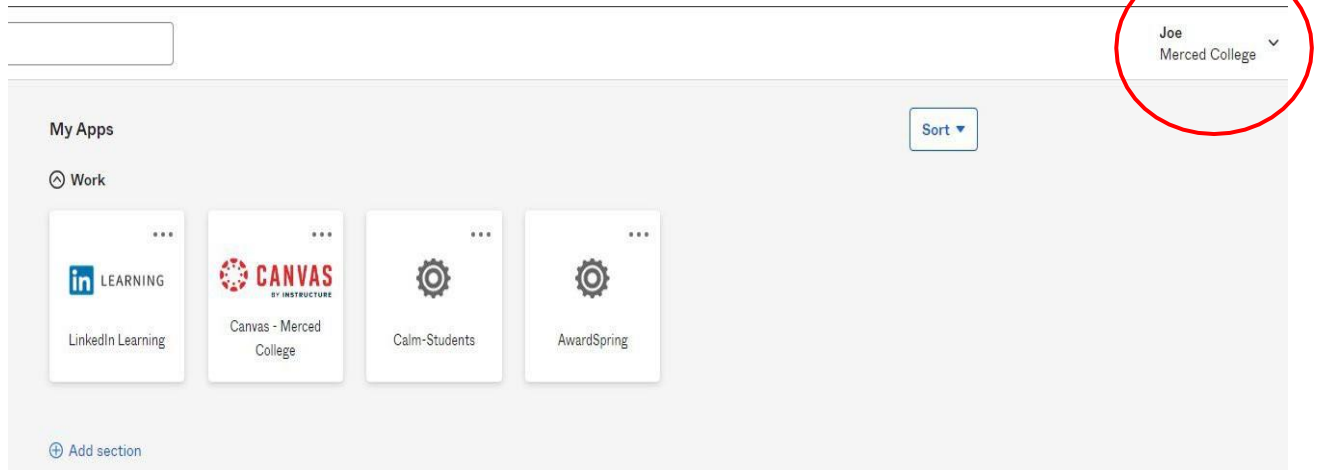 Joe
Merced College
My Apps
Sort
Work
in LEARNING
CANVAS
BY INSTRUCTURE
LinkedIn Learning
Canvas - Merced
College
Calm-Students
AwardSpring
Add section